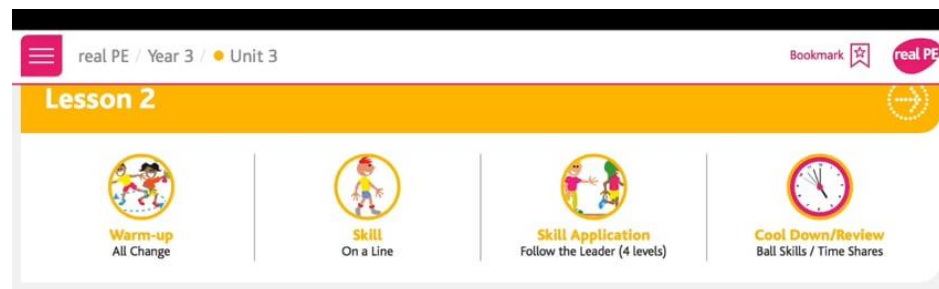 real PE / Year 3 / Unit 3
Bookmark
real PE
Lesson 2
Warm-up
All Change
Skill
On a Line
Skill Application
Follow the Leader (4 levels)
Cool Down/Review
Ball Skills / Time Shares